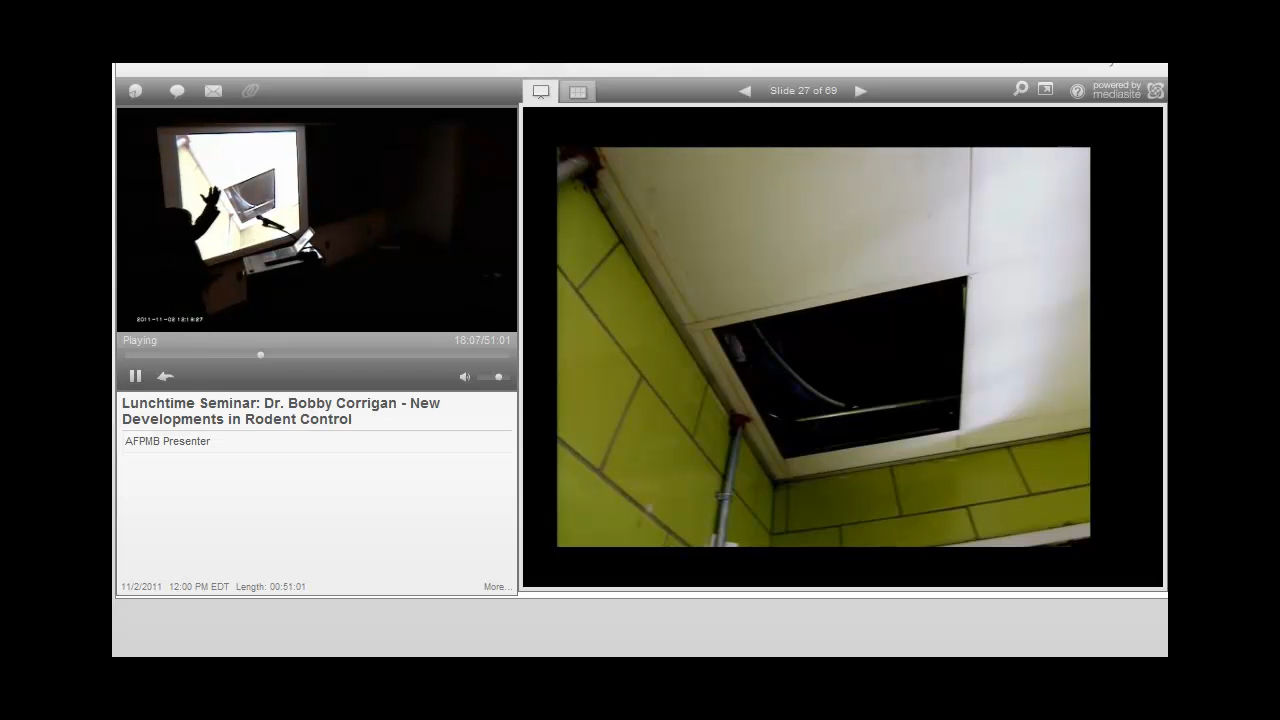 Slide 27 of 69
powered by
mediasite
2011-11-02 12:18:27
Playing
18:07/51:01
Lunchtime Seminar: Dr. Bobby Corrigan - New
Developments in Rodent Control
AFPMB Presenter
11/2/2011 12:00 PM EDT Length: 00:51:01
More...